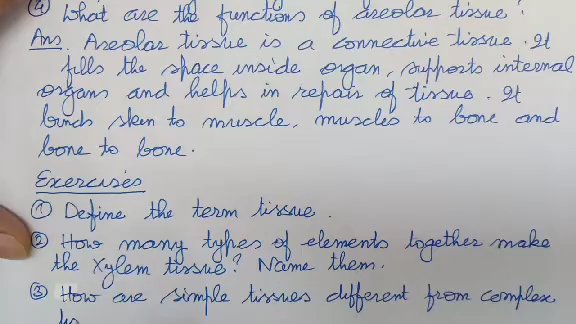 ④ What are the functions of areolar tissue?
Ans. Areolar tissue is a connective tissue. It
fills the space inside organ, supports internal
organs and helps in repair of tissue. It
binds skin to muscle, muscles to bone and
bone to bone.
Exercises
① Define the term tissue.
② How many types of elements together make
the Xylem tissue? Name them.
③ How are simple tissues different from complex